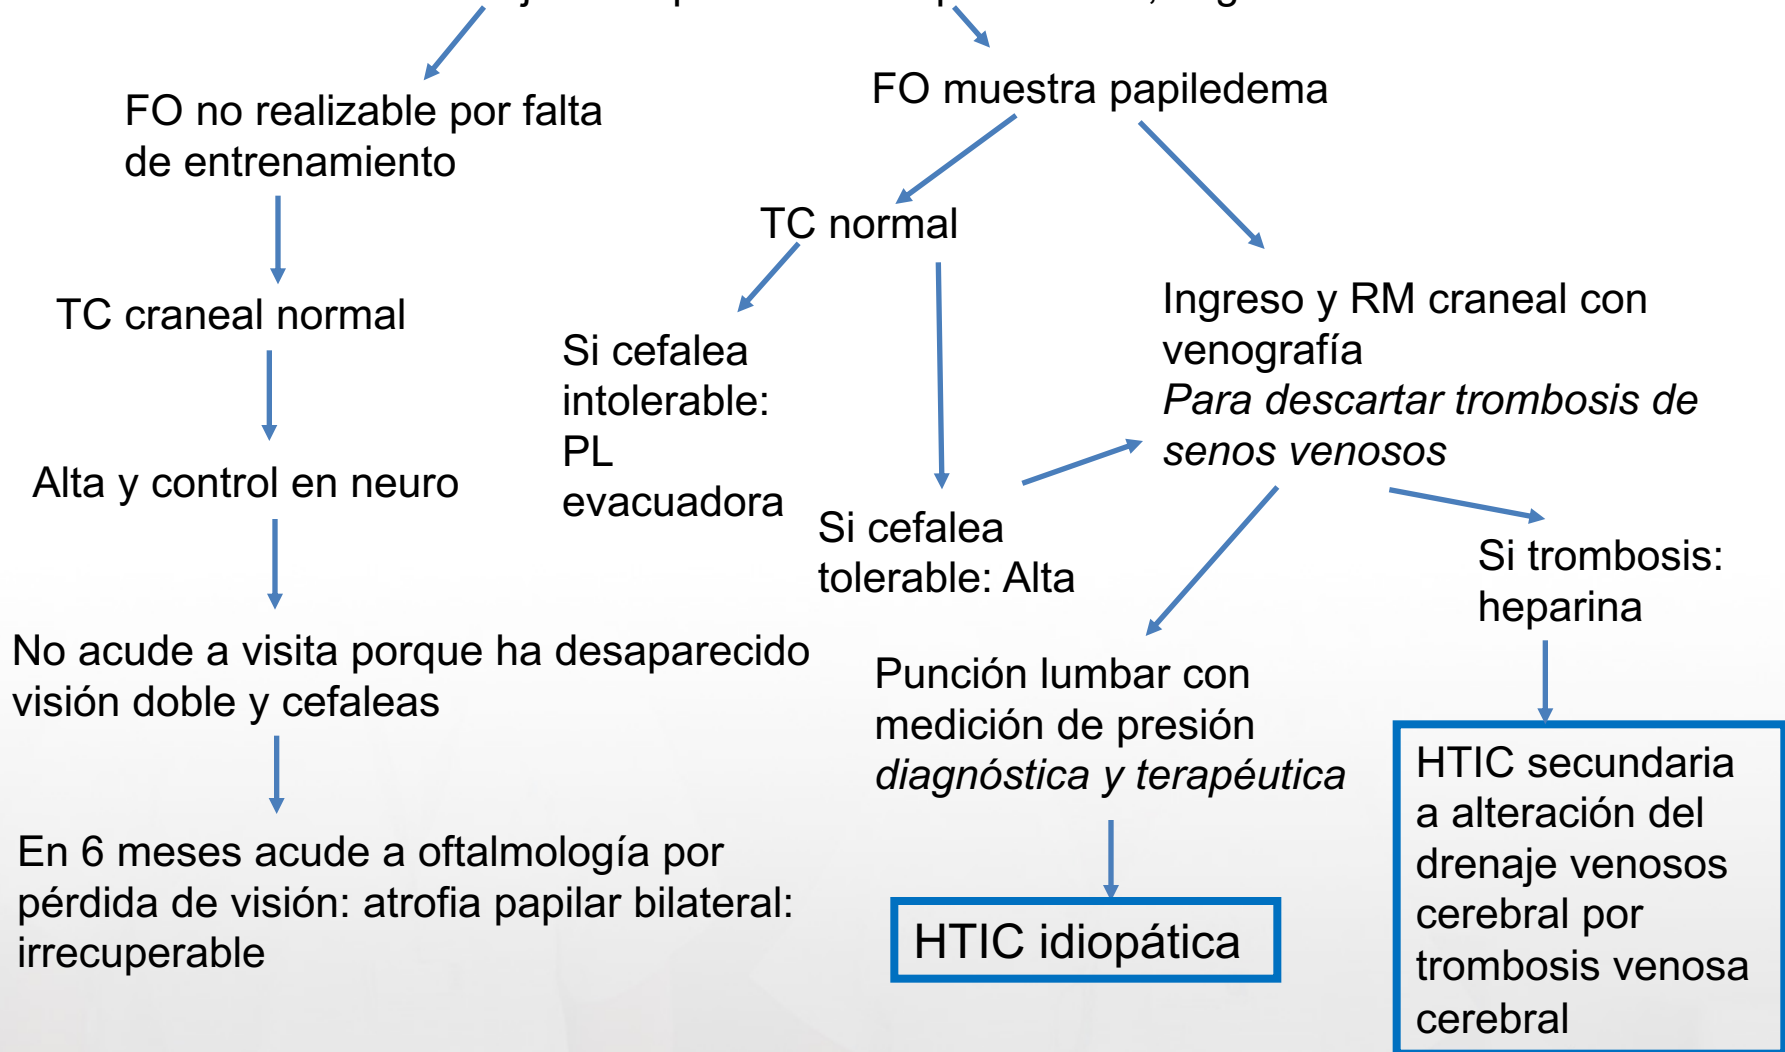 FO no realizable por falta
de entrenamiento
TC craneal normal
Alta y control en neuro
No acude a visita porque ha desaparecido
visión doble y cefaleas
En 6 meses acude a oftalmología por
pérdida de visión: atrofia papilar bilateral:
irrecuperable
FO muestra papiledema
TC normal
Si cefalea
intolerable:
PL
evacuadora
Si cefalea
tolerable: Alta
Ingreso y RM craneal con
venografía
Para descartar trombosis de
senos venosos
Punción lumbar con
medición de presión
diagnóstica y terapéutica
HTIC idiopática
Si trombosis:
heparina
HTIC secundaria
a alteración del
drenaje venosos
cerebral por
trombosis venosa
cerebral